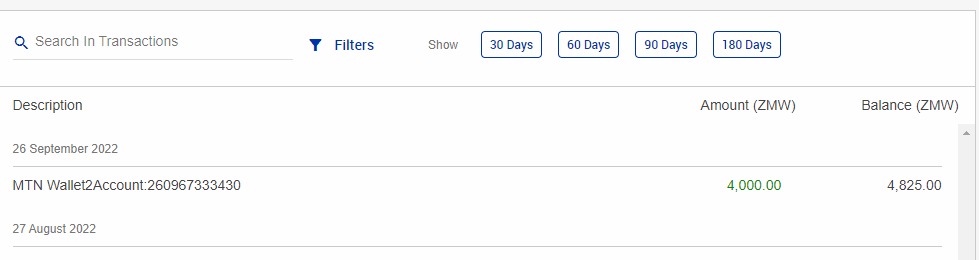 Search In Transactions Filters Show 30 Days 60 Days 90 Days 180 Days
Description Amount (ZMW) Balance (ZMW)
26 September 2022
MTN Wallet2Account:260967333430 4,000.00 4,825.00
27 August 2022